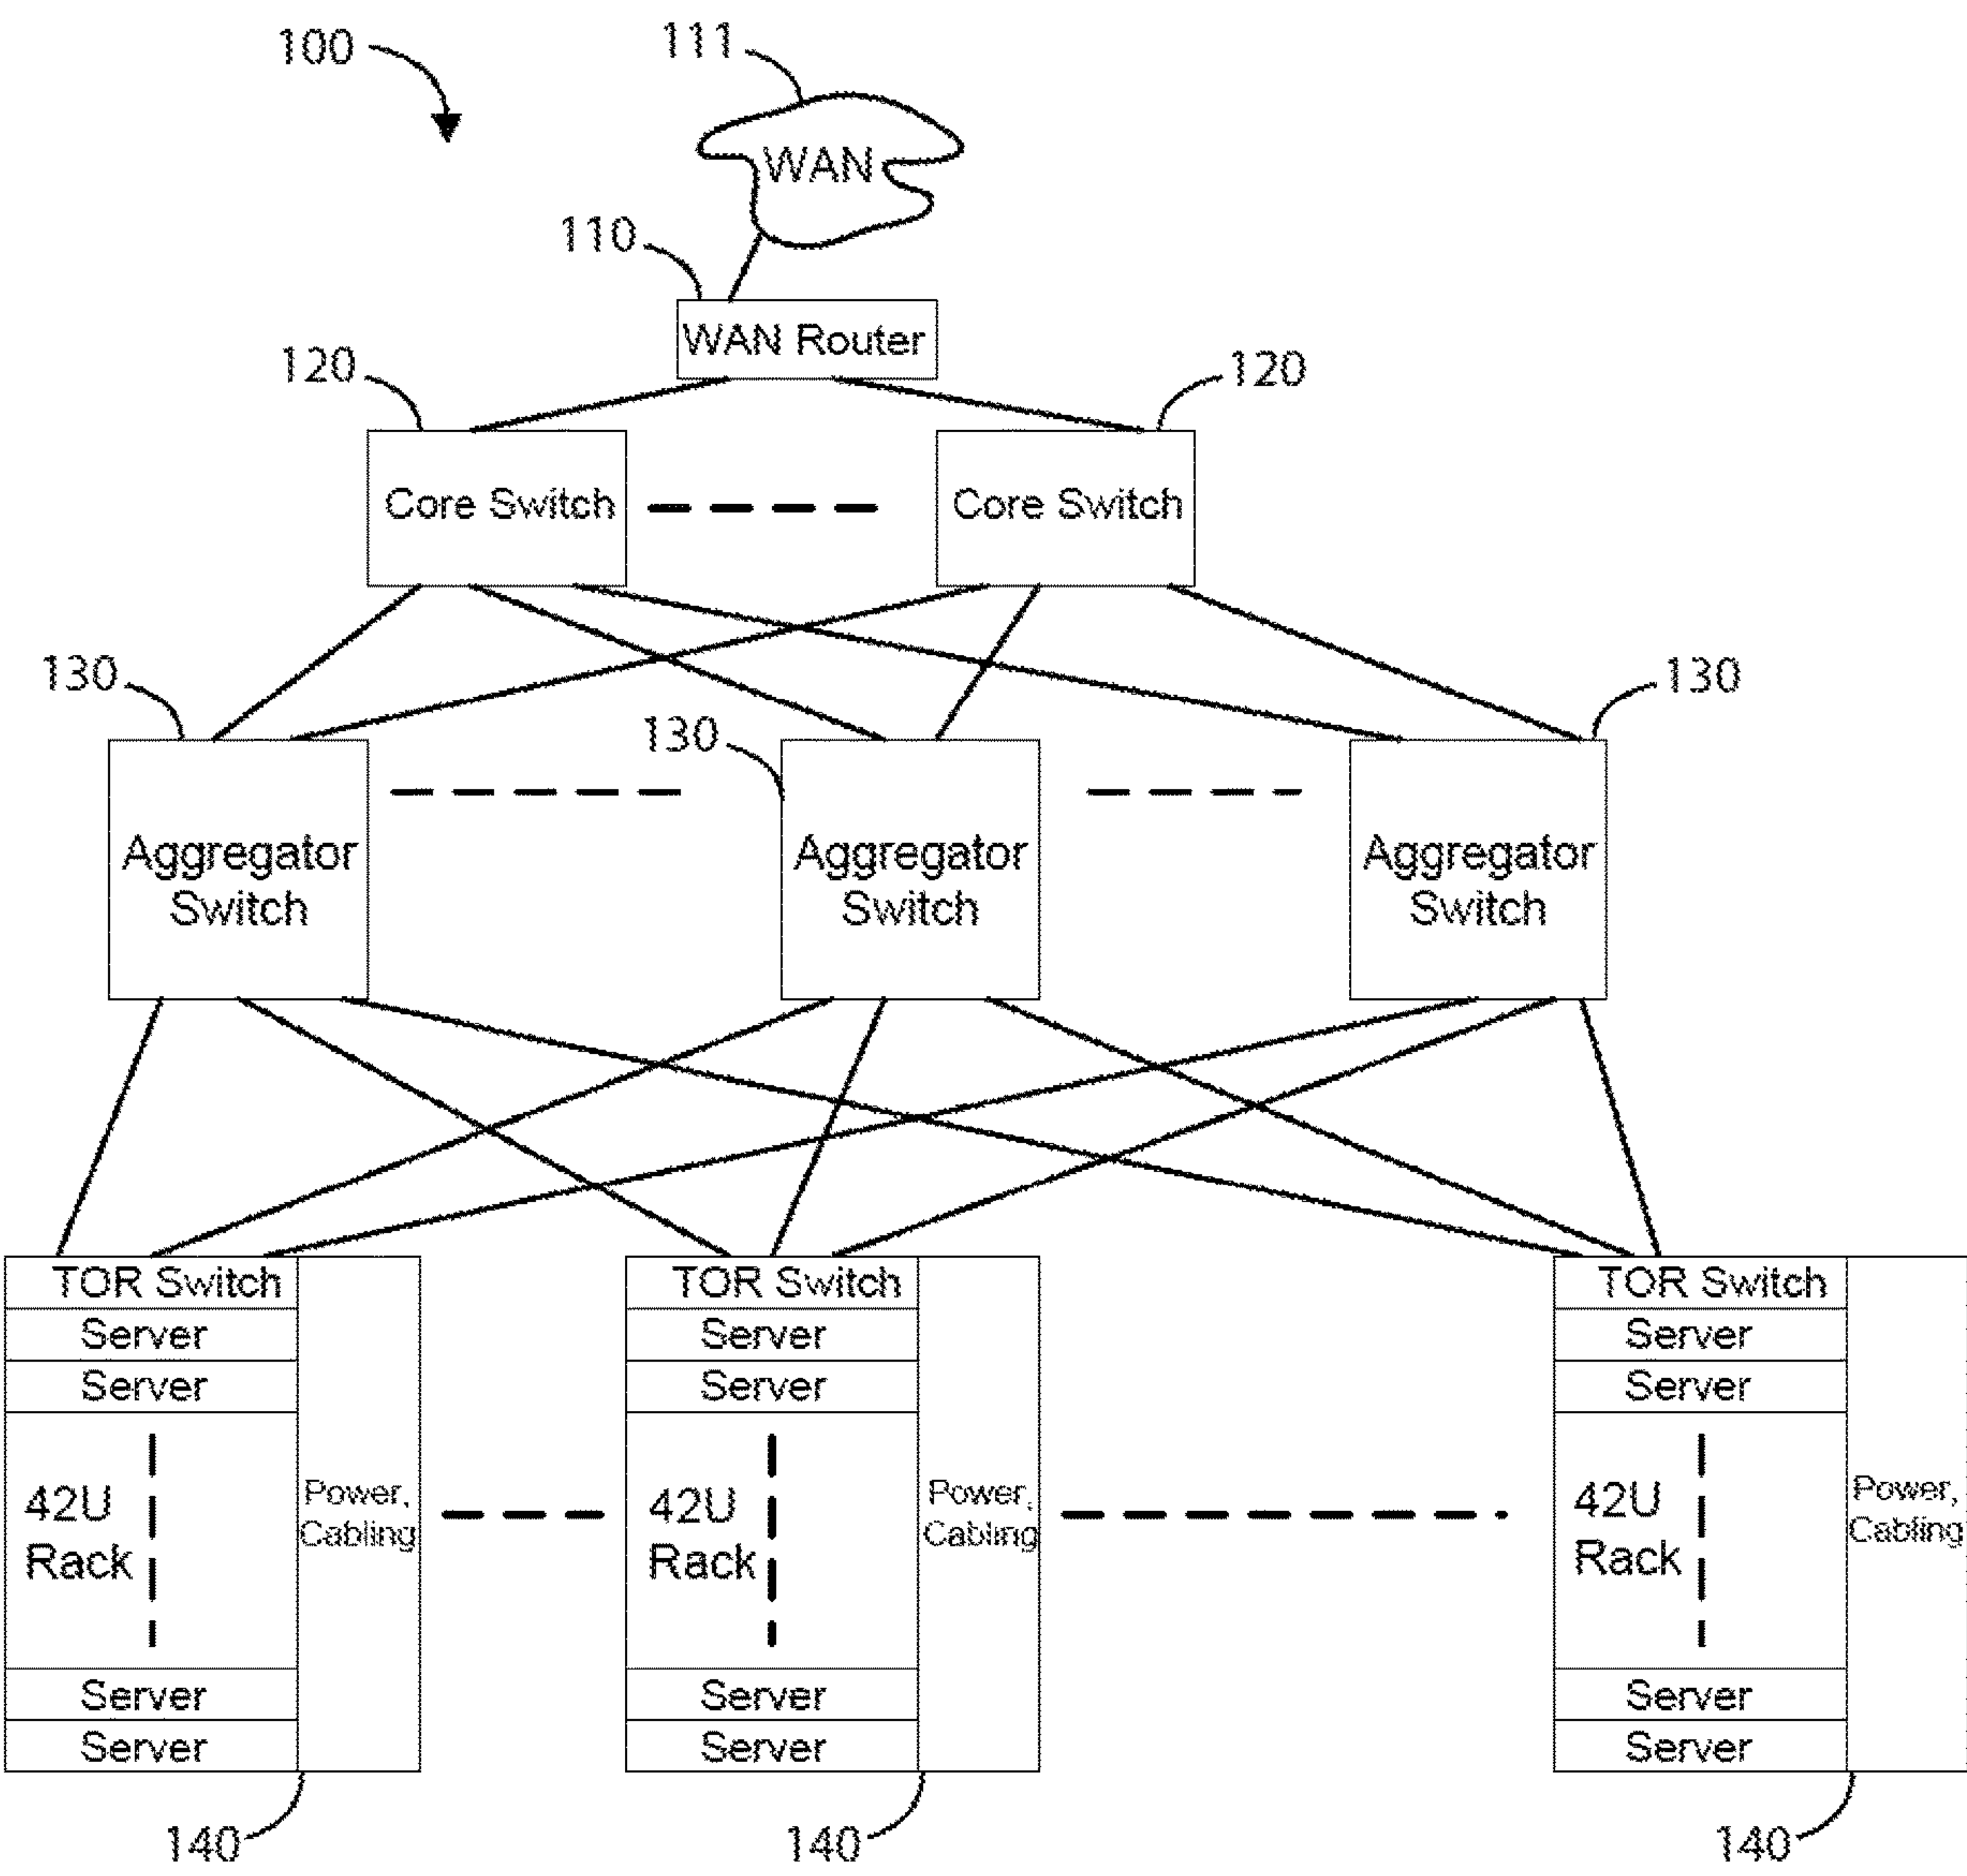 100
111
WAN
110
WAN Router
120
120
Core Switch
Core Switch
130
130
130
Aggregator
Switch
Aggregator
Switch
Aggregator
Switch
TOR Switch
Server
Server
42U
Rack
Power,
Cabling
Server
Server
140
TOR Switch
Server
Server
42U
Rack
Power,
Cabling
Server
Server
140
TOR Switch
Server
Server
42U
Rack
Power,
Cabling
Server
Server
140